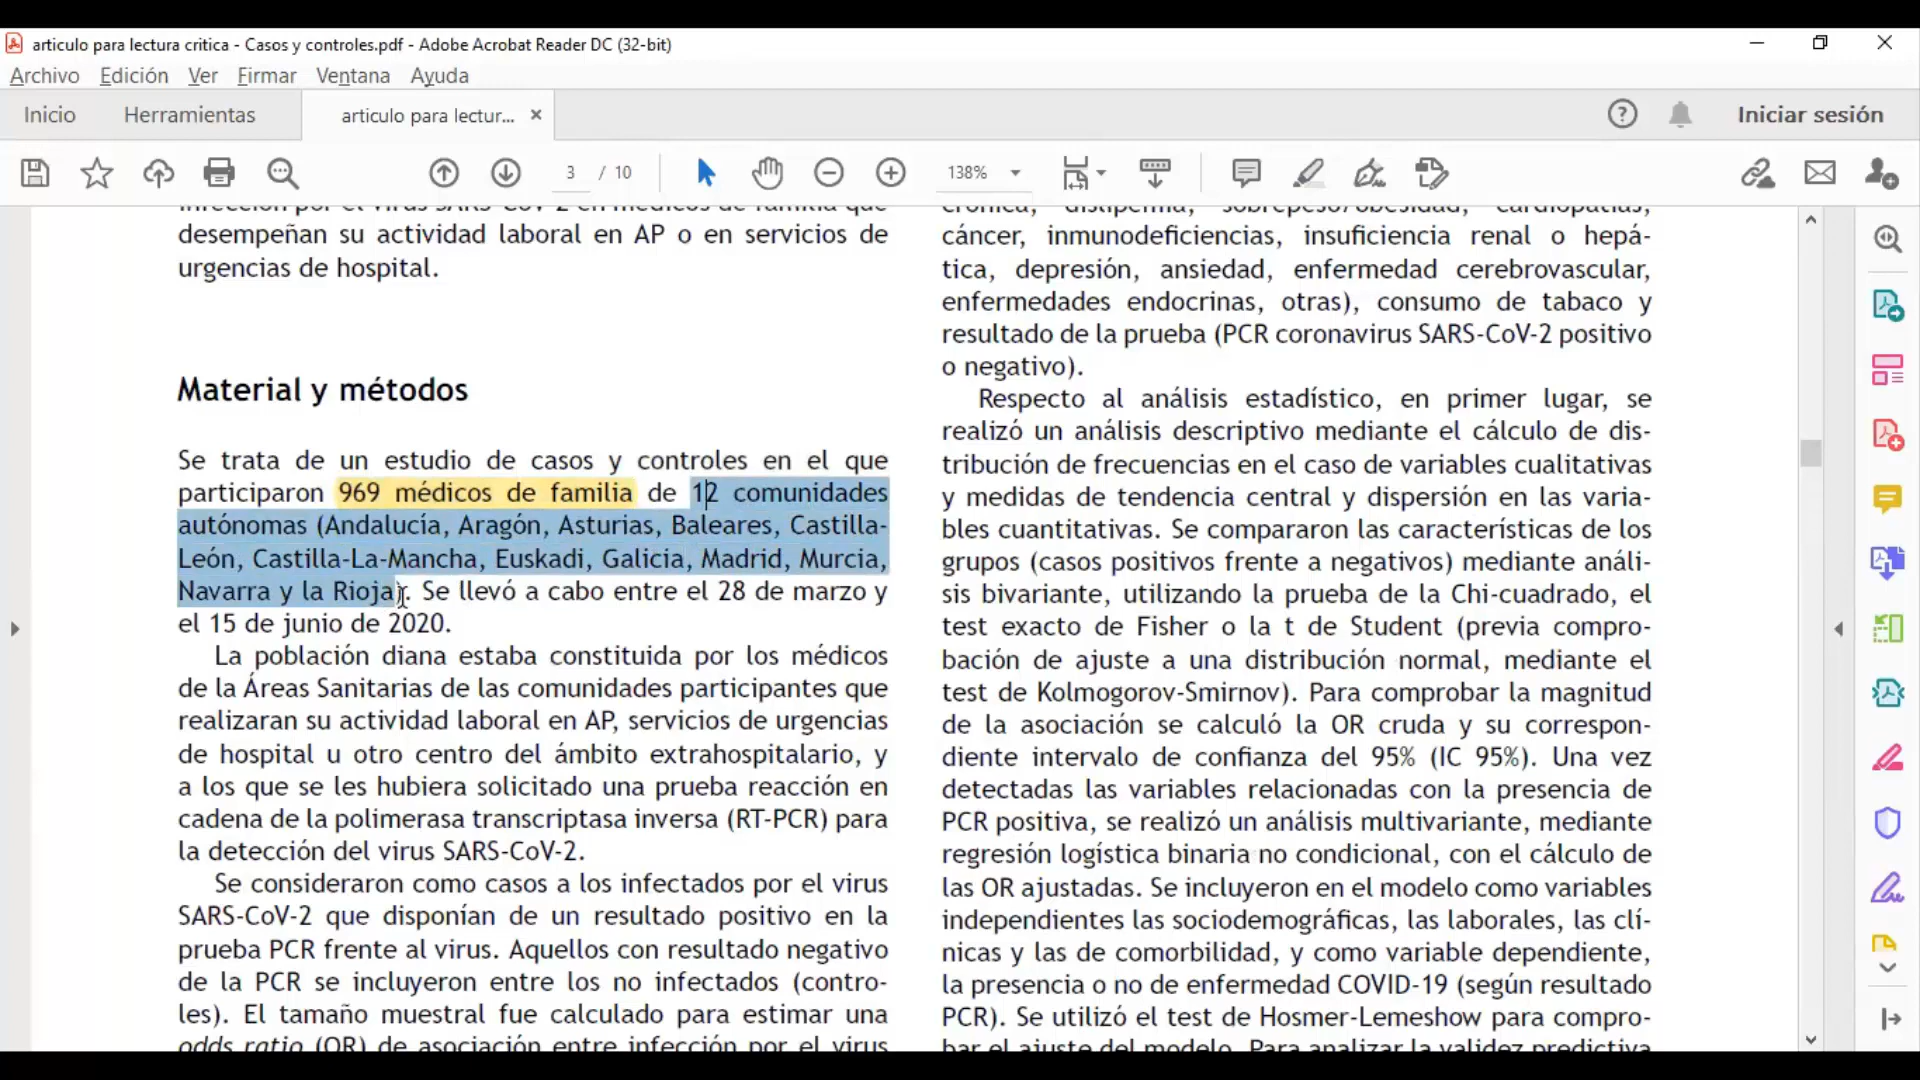 articulo para lectura critica - Casos y controles.pdf - Adobe Acrobat Reader DC (32-bit)
Archivo Edición Ver Firmar Ventana Ayuda
Inicio Herramientas articulo para lectur... Iniciar sesión
3 / 10 138%
infección por el virus SARS-CoV-2 en médicos de familia que
desempeñan su actividad laboral en AP o en servicios de
urgencias de hospital.
Material y métodos
Se trata de un estudio de casos y controles en el que
participaron 969 médicos de familia de 12 comunidades
autónomas (Andalucía, Aragón, Asturias, Baleares, Castilla-
León, Castilla-La-Mancha, Euskadi, Galicia, Madrid, Murcia,
Navarra y la Rioja). Se llevó a cabo entre el 28 de marzo y
el 15 de junio de 2020.
La población diana estaba constituida por los médicos
de la Áreas Sanitarias de las comunidades participantes que
realizaran su actividad laboral en AP, servicios de urgencias
de hospital u otro centro del ámbito extrahospitalario, y
a los que se les hubiera solicitado una prueba reacción en
cadena de la polimerasa transcriptasa inversa (RT-PCR) para
la detección del virus SARS-CoV-2.
Se consideraron como casos a los infectados por el virus
SARS-CoV-2 que disponían de un resultado positivo en la
prueba PCR frente al virus. Aquellos con resultado negativo
de la PCR se incluyeron entre los no infectados (contro-
les). El tamaño muestral fue calculado para estimar una
odds ratio (OR) de asociación entre infección por el virus
crónica, dislipemia, sobrepeso/obesidad, cardiopatías,
cáncer, inmunodeficiencias, insuficiencia renal o hepá-
tica, depresión, ansiedad, enfermedad cerebrovascular,
enfermedades endocrinas, otras), consumo de tabaco y
resultado de la prueba (PCR coronavirus SARS-CoV-2 positivo
o negativo).
Respecto al análisis estadístico, en primer lugar, se
realizó un análisis descriptivo mediante el cálculo de dis-
tribución de frecuencias en el caso de variables cualitativas
y medidas de tendencia central y dispersión en las varia-
bles cuantitativas. Se compararon las características de los
grupos (casos positivos frente a negativos) mediante análi-
sis bivariante, utilizando la prueba de la Chi-cuadrado, el
test exacto de Fisher o la t de Student (previa compro-
bación de ajuste a una distribución normal, mediante el
test de Kolmogorov-Smirnov). Para comprobar la magnitud
de la asociación se calculó la OR cruda y su correspon-
diente intervalo de confianza del 95% (IC 95%). Una vez
detectadas las variables relacionadas con la presencia de
PCR positiva, se realizó un análisis multivariante, mediante
regresión logística binaria no condicional, con el cálculo de
las OR ajustadas. Se incluyeron en el modelo como variables
independientes las sociodemográficas, las laborales, las clí-
nicas y las de comorbilidad, y como variable dependiente,
la presencia o no de enfermedad COVID-19 (según resultado
PCR). Se utilizó el test de Hosmer-Lemeshow para compro-
bar el ajuste del modelo. Para analizar la validez predictiva